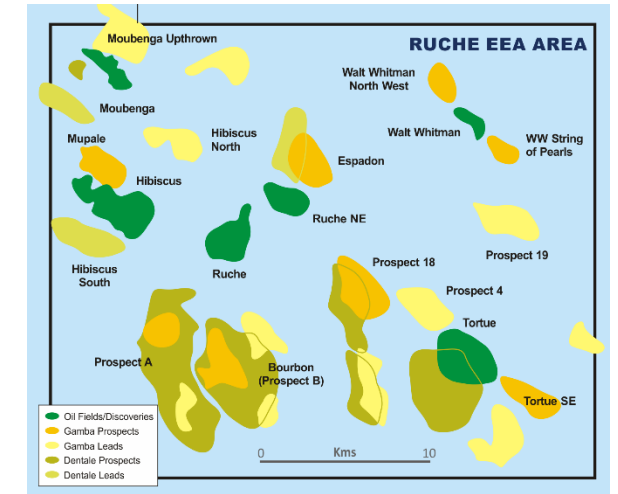 Moubenga Upthrown
RUCHE EEA AREA
Walt Whitman
North West
Moubenga
Walt Whitman
WW String
of Pearls
Mupale
Hibiscus
North
Espadon
Hibiscus
Ruche NE
Prospect 19
Hibiscus
South
Ruche
Prospect 18
Prospect 4
Tortue
Prospect A
Bourbon
(Prospect B)
Tortue SE
Oil Fields/Discoveries
Gamba Prospects
Gamba Leads
Dentale Prospects
Dentale Leads
0 Kms 10